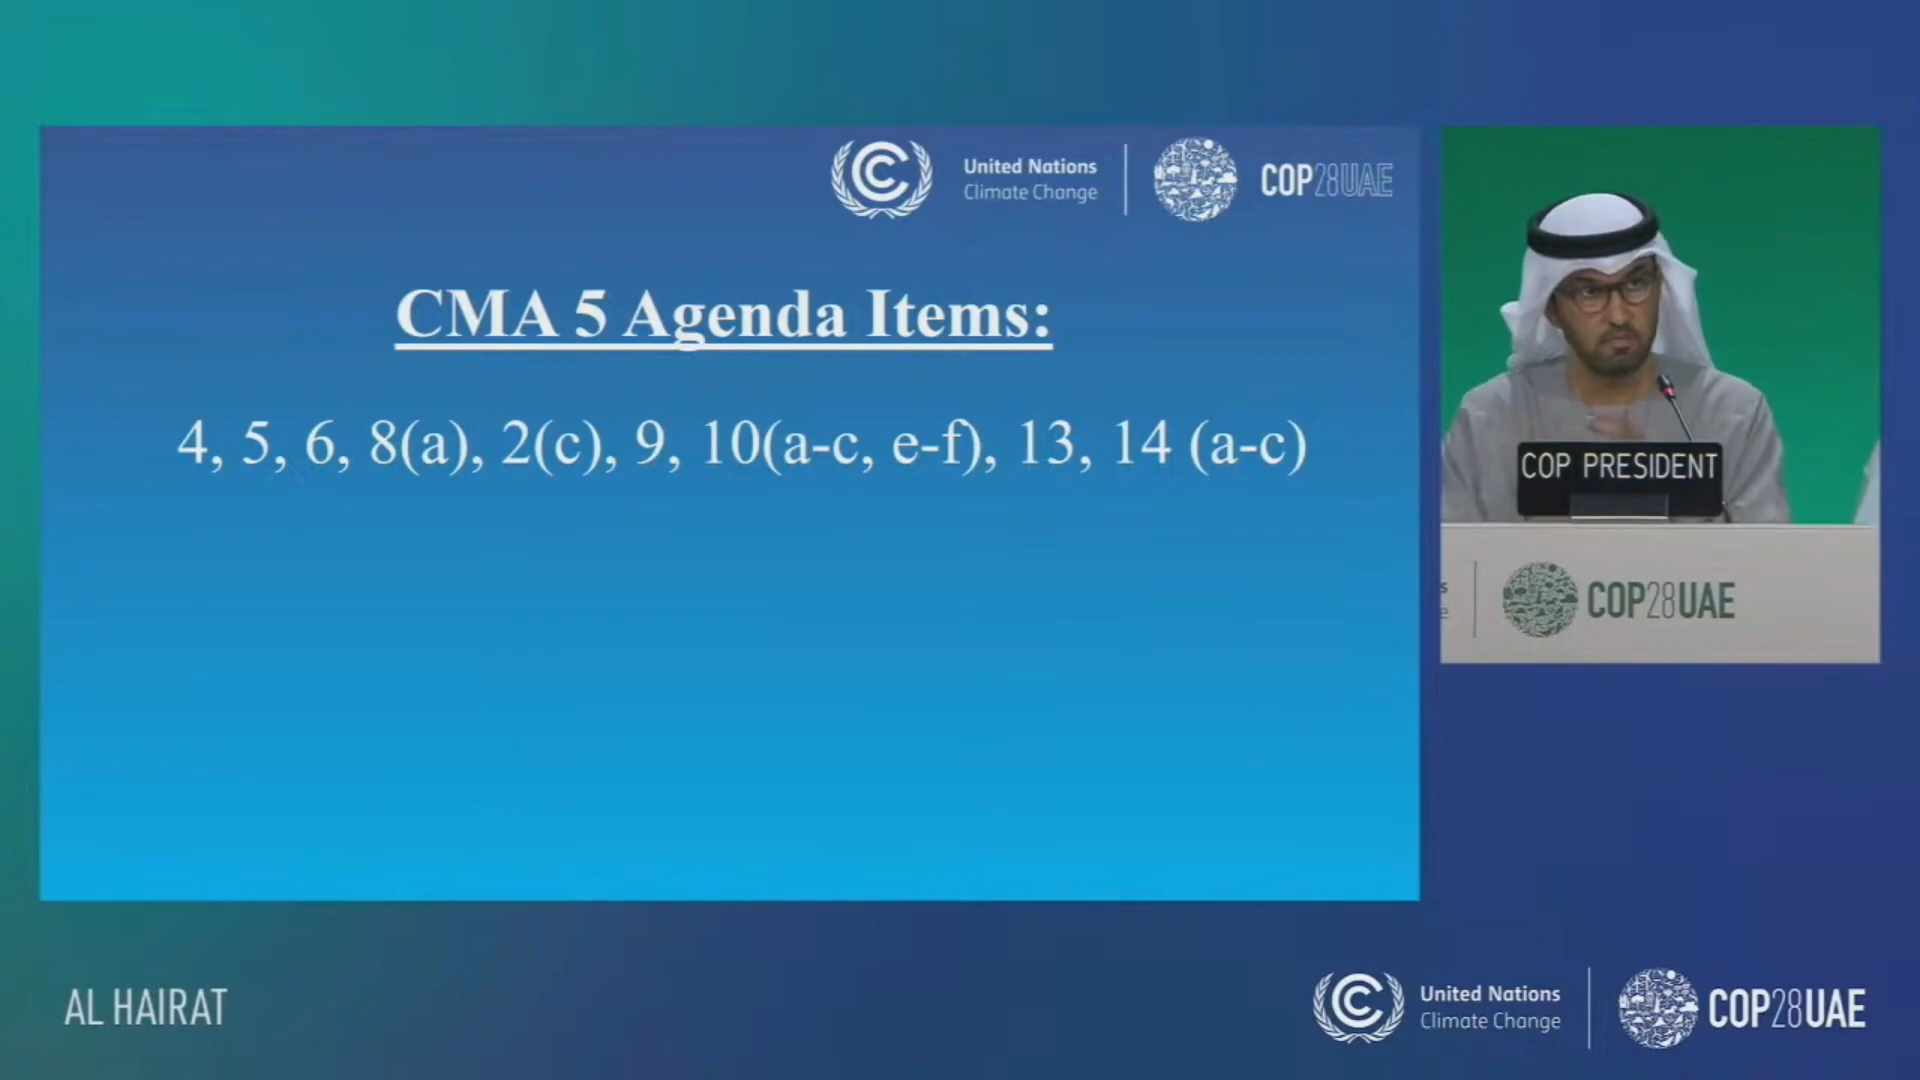 United Nations
Climate Change
COP28UAE
CMA 5 Agenda Items:
4, 5, 6, 8(a), 2(c), 9, 10(a-c, e-f), 13, 14 (a-c)
COP PRESIDENT
COP28UAE
AL HAIRAT
United Nations
Climate Change
COP28UAE